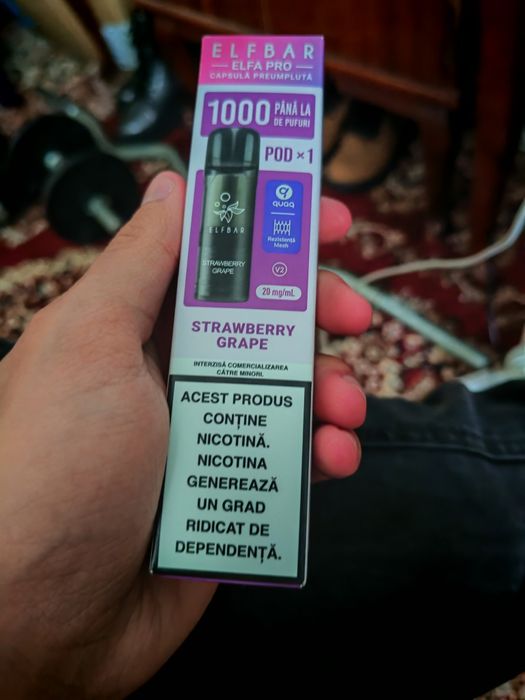 ELFBAR
ELFA PRO
CAPSULĂ PREUMPLUTĂ
1000 PÂNĂ LA
DE PUFURI
POD ×1
ELFBAR
STRAWBERRY
GRAPE
QUAQ
Rezistență
Mesh
V2
20 mg/mL
STRAWBERRY
GRAPE
INTERZISĂ COMERCIALIZAREA
CĂTRE MINORI.
ACEST PRODUS
CONȚINE
NICOTINĂ.
NICOTINA
GENEREAZĂ
UN GRAD
RIDICAT DE
DEPENDENȚĂ.